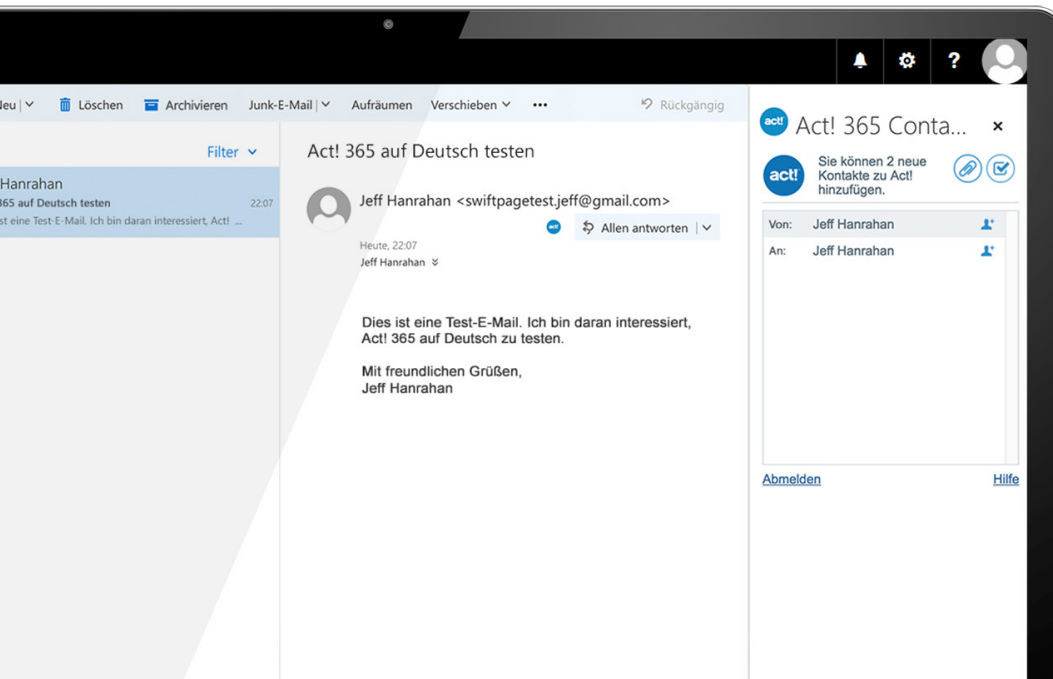 Neu
Löschen
Archivieren
Junk-E-Mail
Aufräumen
Verschieben
Rückgängig
Filter
Hanrahan
365 auf Deutsch testen
22:07
ist eine Test-E-Mail. Ich bin daran interessiert, Act! ...
Act! 365 auf Deutsch testen
Jeff Hanrahan <swiftpagetest.jeff@gmail.com>
act!
Allen antworten
Heute, 22:07
Jeff Hanrahan
Dies ist eine Test-E-Mail. Ich bin daran interessiert,
Act! 365 auf Deutsch zu testen.
Mit freundlichen Grüßen,
Jeff Hanrahan
?
act!
Act! 365 Conta...
act!
Sie können 2 neue
Kontakte zu Act!
hinzufügen.
Von: Jeff Hanrahan
An: Jeff Hanrahan
Abmelden
Hilfe